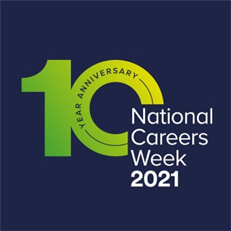 10
YEAR ANNIVERSARY
National
Careers
Week
2021